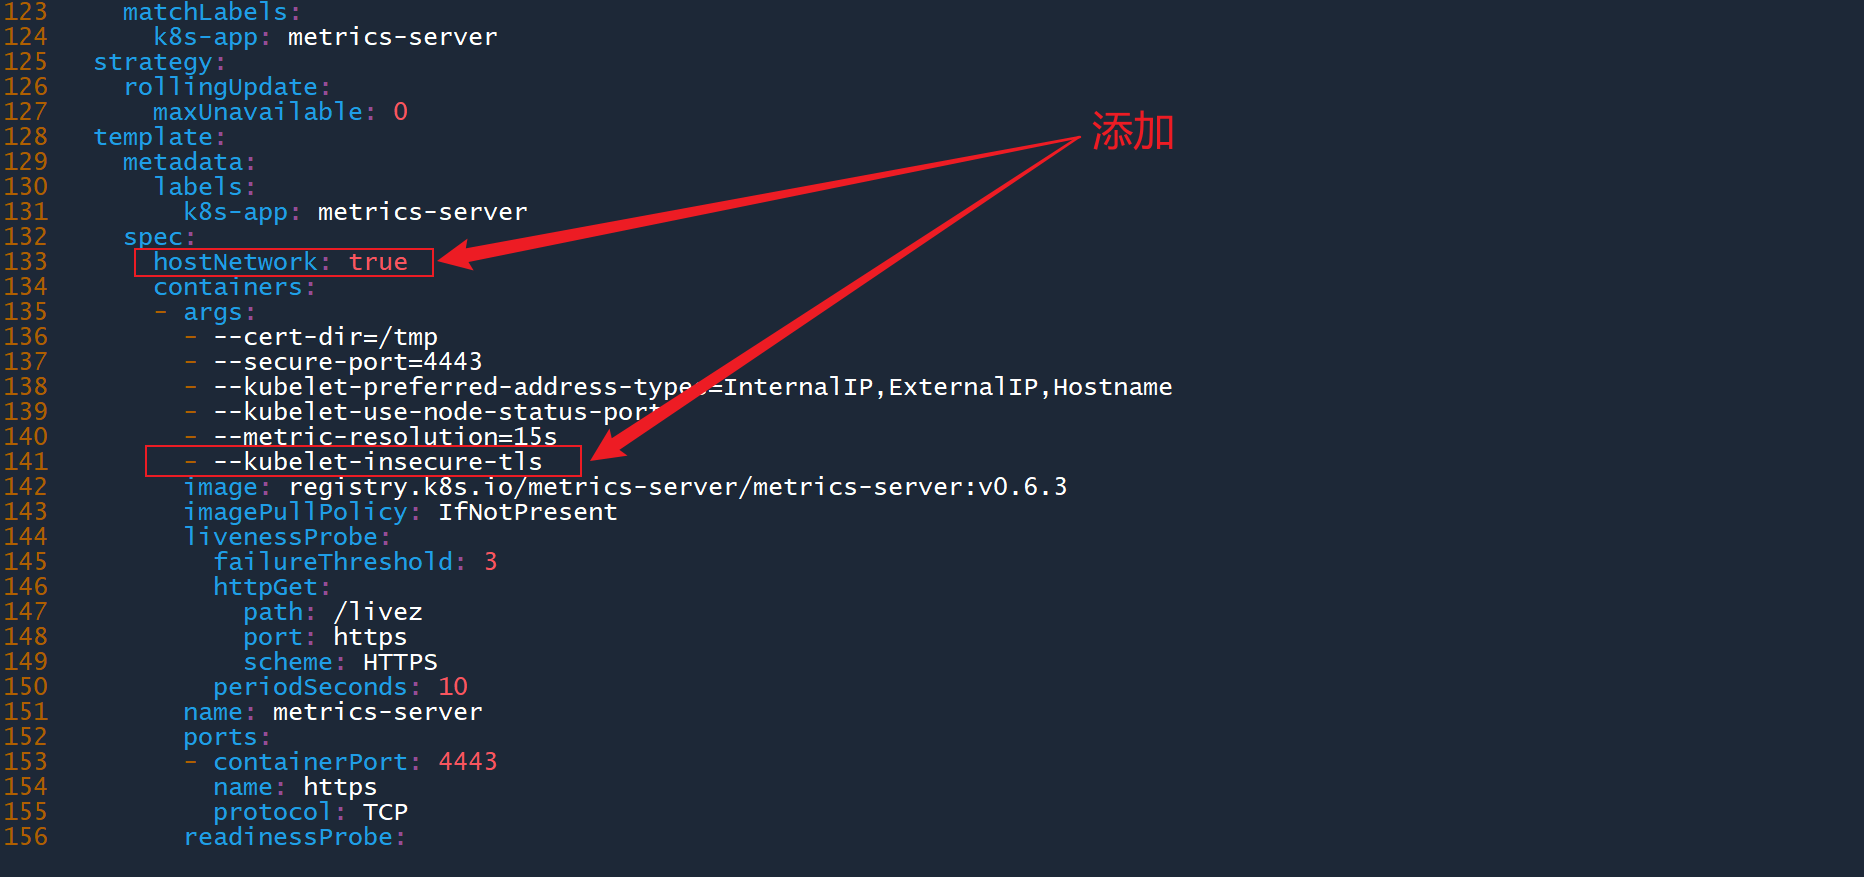 123     matchLabels:
124       k8s-app: metrics-server
125   strategy:
126     rollingUpdate:
127       maxUnavailable: 0
添加
128   template:
129     metadata:
130       labels:
131         k8s-app: metrics-server
132     spec:
133       hostNetwork: true
134       containers:
135       - args:
136         - --cert-dir=/tmp
137         - --secure-port=4443
138         - --kubelet-preferred-address-types=InternalIP,ExternalIP,Hostname
139         - --kubelet-use-node-status-port
140         - --metric-resolution=15s
141         - --kubelet-insecure-tls
142         image: registry.k8s.io/metrics-server/metrics-server:v0.6.3
143         imagePullPolicy: IfNotPresent
144         livenessProbe:
145           failureThreshold: 3
146           httpGet:
147             path: /livez
148             port: https
149             scheme: HTTPS
150           periodSeconds: 10
151         name: metrics-server
152         ports:
153         - containerPort: 4443
154           name: https
155           protocol: TCP
156         readinessProbe: